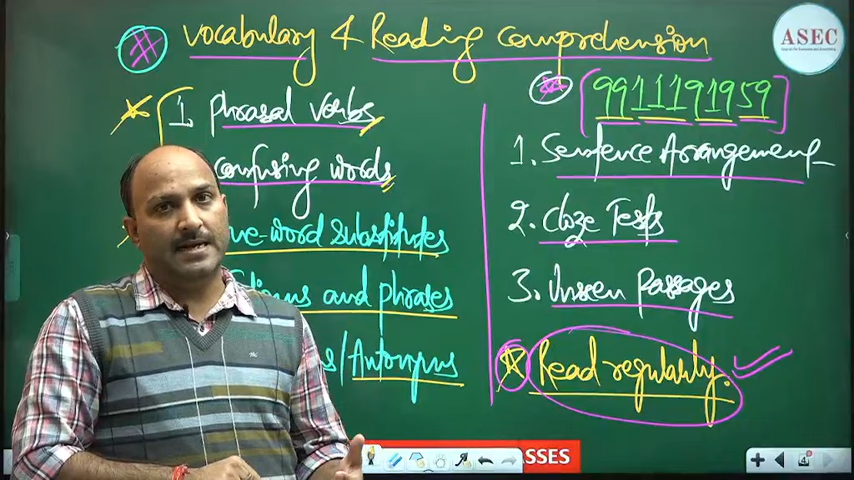 Vocabulary & Reading comprehension
ASEC
1 phrasal verbs
confusing words
ne-word Substitutes
and phrases
s/Antonyms
9911191959
1. Sentence Arrangement
2. Cloze Tests
3. Unseen Passages
Read regularly.
SSES